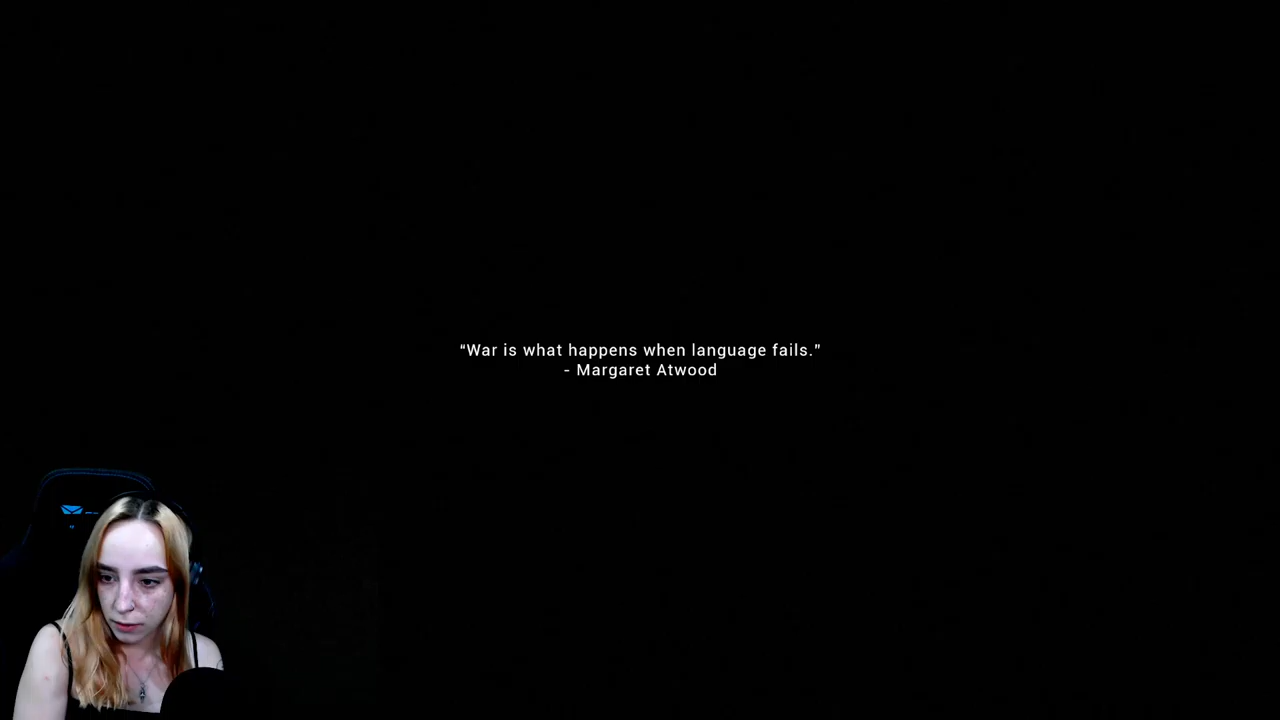 “War is what happens when language fails.”
- Margaret Atwood